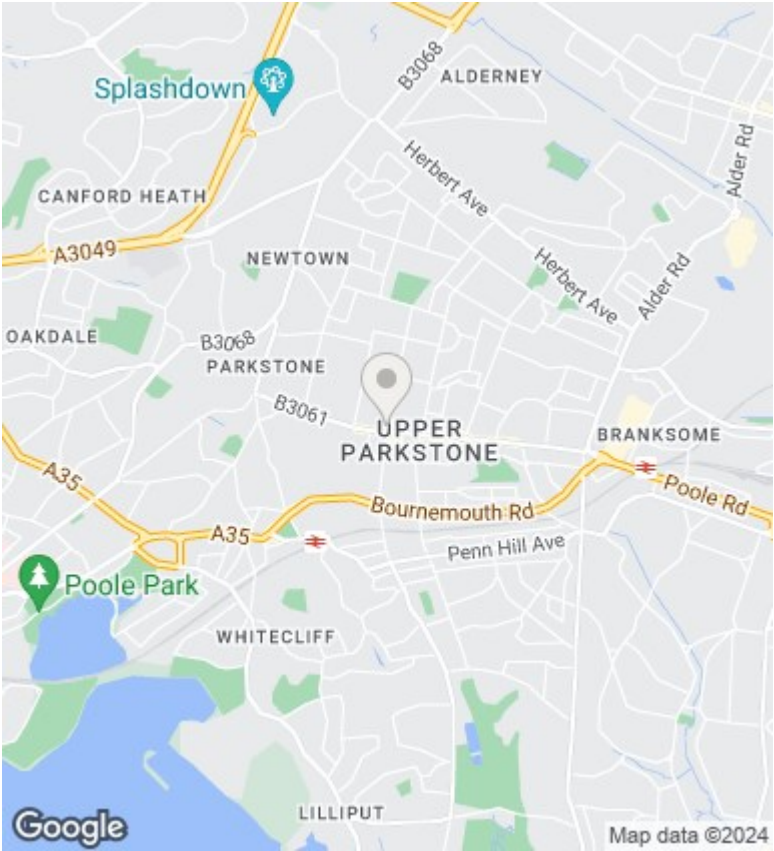 B3068
ALDERNEY
Splashdown
Alder Rd
Herbert Ave
CANFORD HEATH
A3049
NEWTOWN
Herbert Ave
Alder Rd
OAKDALE
B3068
PARKSTONE
B3061
UPPER
PARKSTONE
BRANKSOME
A35
Poole Rd
Bournemouth Rd
A35
Penn Hill Ave
Poole Park
WHITECLIFF
LILLIPUT
Google
Map data ©2024